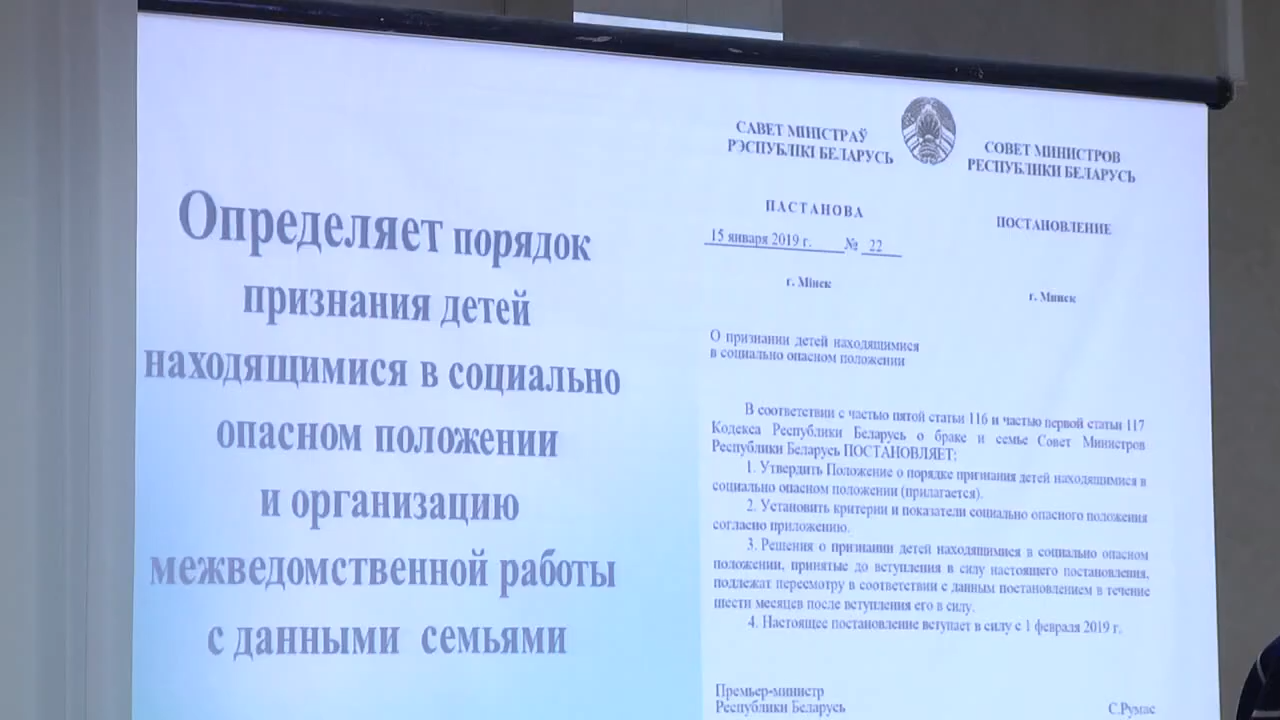 Определяет порядок
признания детей
находящимися в социально
опасном положении
и организацию
межведомственной работы
с данными семьями
САВЕТ МІНІСТРАЎ
РЭСПУБЛІКІ БЕЛАРУСЬ
СОВЕТ МИНИСТРОВ
РЕСПУБЛИКИ БЕЛАРУСЬ
ПАСТАНОВА
ПОСТАНОВЛЕНИЕ
15 января 2019 г. № 22
г. Мінск
г. Минск
О признании детей находящимися
в социально опасном положении
В соответствии с частью пятой статьи 116 и частью первой статьи 117
Кодекса Республики Беларусь о браке и семье Совет Министров
Республики Беларусь ПОСТАНОВЛЯЕТ:
1. Утвердить Положение о порядке признания детей находящимися в
социально опасном положении (прилагается).
2. Установить критерии и показатели социально опасного положения
согласно приложению.
3. Решения о признании детей находящимися в социально опасном
положении, принятые до вступления в силу настоящего постановления,
подлежат пересмотру в соответствии с данным постановлением в течение
шести месяцев после вступления его в силу.
4. Настоящее постановление вступает в силу с 1 февраля 2019 г.
Премьер-министр
Республики Беларусь С.Румас